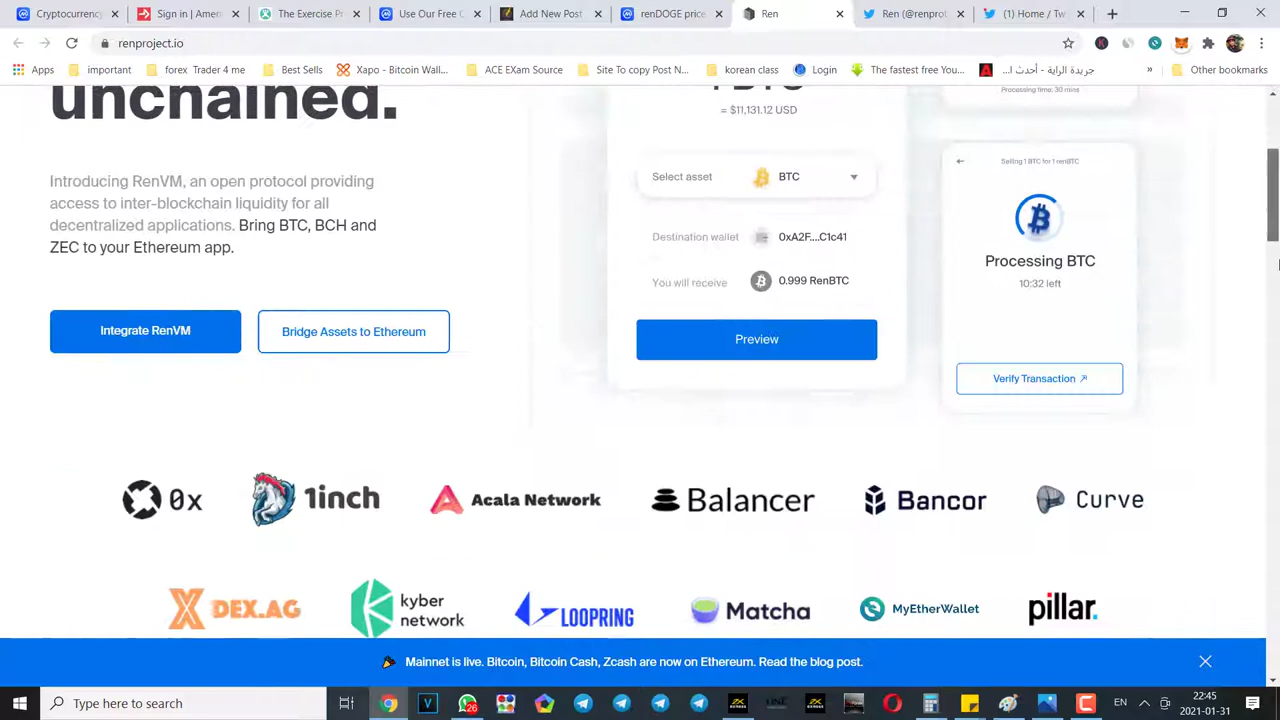 Cryptocurrency
[project] VinAmer
The Exercise Pr
Use Our Free C
Add New Post
renDOGE price
Ren
Ren (@renprot
(12) Home / T
renproject.io
Apps
important
forex Trader 4 me
Best Sells
Xapo - Bitcoin Wall...
ACE EXam Source
Site To copy Post N...
korean class
Login
The fastest free You...
جريدة الراية - أحدث ا...
»
Other bookmarks
unchained.
Introducing RenVM, an open protocol providing
access to inter-blockchain liquidity for all
decentralized applications. Bring BTC, BCH and
ZEC to your Ethereum app.
Integrate RenVM
Bridge Assets to Ethereum
1 BTC
= $11,131.12 USD
Select asset
BTC
Destination wallet
0xA2F...C1c41
You will receive
0.999 RenBTC
Preview
Processing time: 30 mins
Selling 1 BTC for 1 renBTC
Processing BTC
10:32 left
Verify Transaction
0x
1inch
Acala Network
Balancer
Bancor
Curve
DEX.AG
kyber
network
LOOPRING
Matcha
MyEtherWallet
pillar.
Mainnet is live. Bitcoin, Bitcoin Cash, Zcash are now on Ethereum. Read the blog post.
Type here to search
26
EN
22:45
2021-01-31